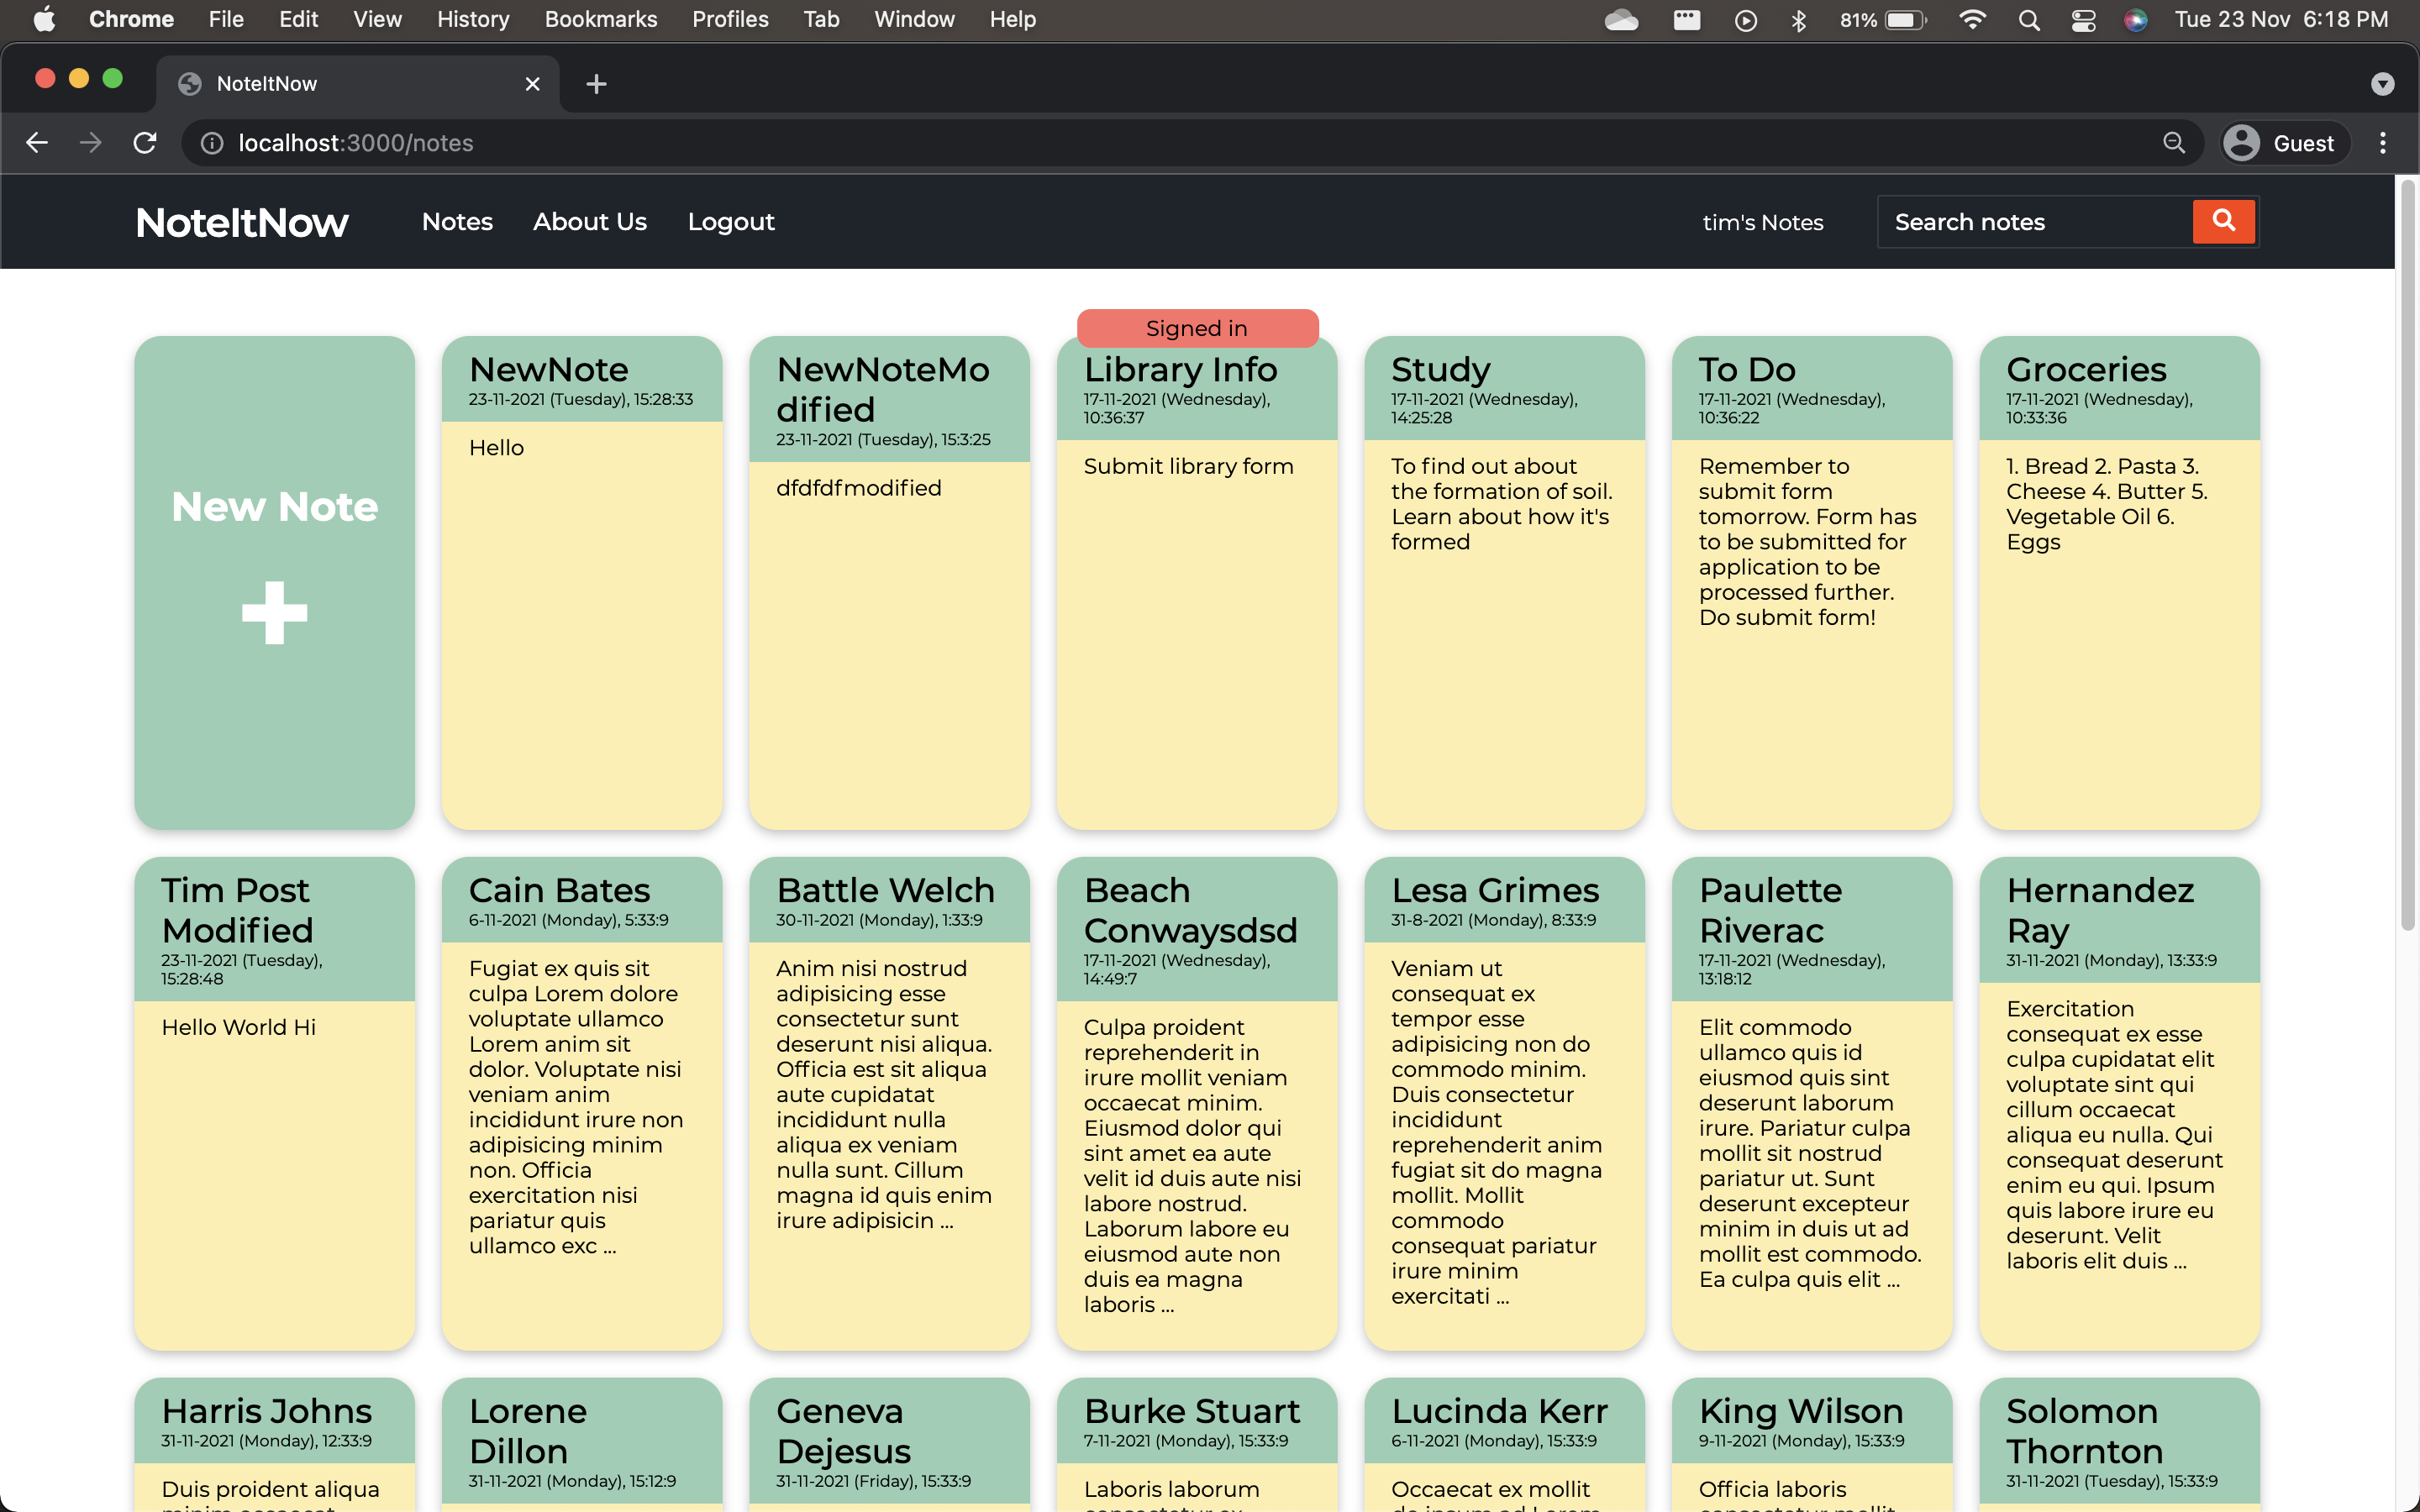 Chrome File Edit View History Bookmarks Profiles Tab Window Help 81% Tue 23 Nov 6:18 PM
NoteItNow
localhost:3000/notes Guest
NoteItNow Notes About Us Logout tim's Notes Search notes
Signed in
New Note
NewNote
23-11-2021 (Tuesday), 15:28:33
Hello
NewNoteMo
dified
23-11-2021 (Tuesday), 15:3:25
dfdfdfmodified
Library Info
17-11-2021 (Wednesday),
10:36:37
Submit library form
Study
17-11-2021 (Wednesday),
14:25:28
To find out about
the formation of soil.
Learn about how it's
formed
To Do
17-11-2021 (Wednesday),
10:36:22
Remember to
submit form
tomorrow. Form has
to be submitted for
application to be
processed further.
Do submit form!
Groceries
17-11-2021 (Wednesday),
10:33:36
1. Bread 2. Pasta 3.
Cheese 4. Butter 5.
Vegetable Oil 6.
Eggs
Tim Post
Modified
23-11-2021 (Tuesday),
15:28:48
Hello World Hi
Cain Bates
6-11-2021 (Monday), 5:33:9
Fugiat ex quis sit
culpa Lorem dolore
voluptate ullamco
Lorem anim sit
dolor. Voluptate nisi
veniam anim
incididunt irure non
adipisicing minim
non. Officia
exercitation nisi
pariatur quis
ullamco exc ...
Battle Welch
30-11-2021 (Monday), 1:33:9
Anim nisi nostrud
adipisicing esse
consectetur sunt
deserunt nisi aliqua.
Officia est sit aliqua
aute cupidatat
incididunt nulla
aliqua ex veniam
nulla sunt. Cillum
magna id quis enim
irure adipisicin ...
Beach
Conwaysdsd
17-11-2021 (Wednesday),
14:49:7
Culpa proident
reprehenderit in
irure mollit veniam
occaecat minim.
Eiusmod dolor qui
sint amet ea aute
velit id duis aute nisi
labore nostrud.
Laborum labore eu
eiusmod aute non
duis ea magna
laboris ...
Lesa Grimes
31-8-2021 (Monday), 8:33:9
Veniam ut
consequat ex
tempor esse
adipisicing non do
commodo minim.
Duis consectetur
incididunt
reprehenderit anim
fugiat sit do magna
mollit. Mollit
commodo
consequat pariatur
irure minim
exercitati ...
Paulette
Riverac
17-11-2021 (Wednesday),
13:18:12
Elit commodo
ullamco quis id
eiusmod quis sint
deserunt laborum
irure. Pariatur culpa
mollit sit nostrud
pariatur ut. Sunt
deserunt excepteur
minim in duis ut ad
mollit est commodo.
Ea culpa quis elit ...
Hernandez
Ray
31-11-2021 (Monday), 13:33:9
Exercitation
consequat ex esse
culpa cupidatat elit
voluptate sint qui
cillum occaecat
aliqua eu nulla. Qui
consequat deserunt
enim eu qui. Ipsum
quis labore irure eu
deserunt. Velit
laboris elit duis ...
Harris Johns
31-11-2021 (Monday), 12:33:9
Duis proident aliqua
Lorene
Dillon
31-11-2021 (Monday), 15:12:9
Geneva
Dejesus
31-11-2021 (Friday), 15:33:9
Burke Stuart
7-11-2021 (Monday), 15:33:9
Laboris laborum
Lucinda Kerr
6-11-2021 (Monday), 15:33:9
Occaecat ex mollit
King Wilson
9-11-2021 (Monday), 15:33:9
Officia laboris
Solomon
Thornton
31-11-2021 (Tuesday), 15:33:9